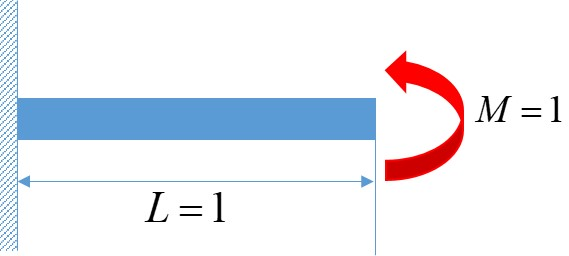 M = 1
L = 1